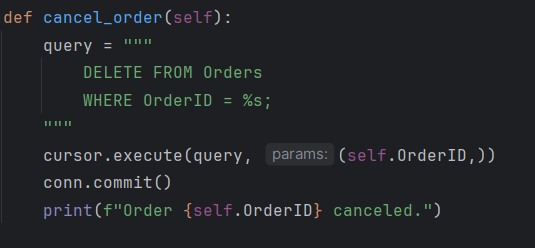 def cancel_order(self):
    query = """
        DELETE FROM Orders
        WHERE OrderID = %s;
    """
    cursor.execute(query, params: (self.OrderID,))
    conn.commit()
    print(f"Order {self.OrderID} canceled.")